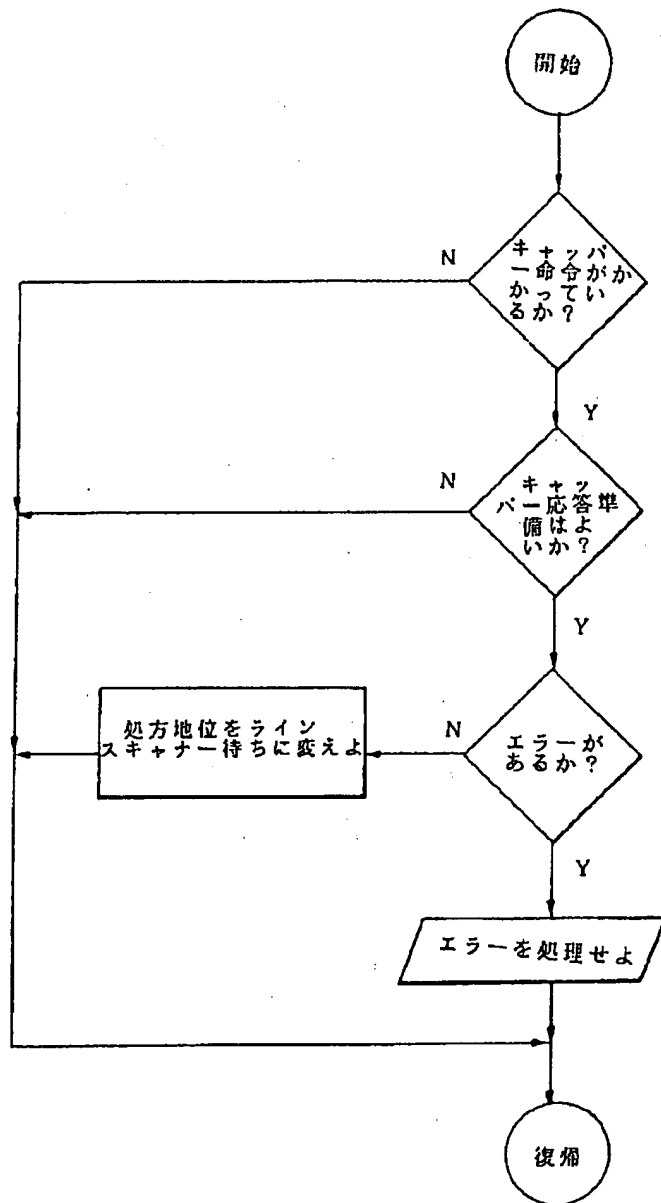 開始
キャッパ
ー命令がか
かってい
るか?
N
Y
キャッ
パー応答準
備はよ
いか?
N
Y
エラーが
あるか?
N
処方地位をライン
スキャナー待ちに変えよ
Y
エラーを処理せよ
復帰